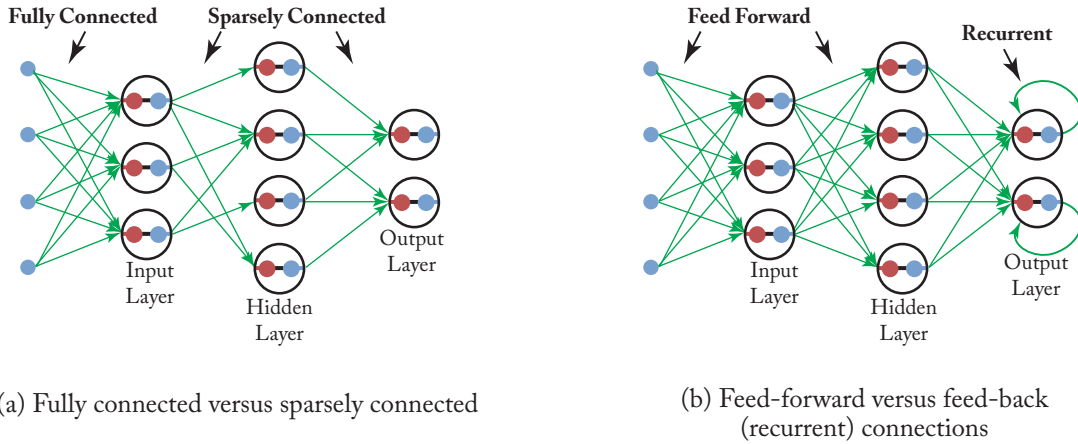 Fully Connected
Sparsely Connected
Input
Layer
Hidden
Layer
Output
Layer
(a) Fully connected versus sparsely connected
Feed Forward
Recurrent
Input
Layer
Hidden
Layer
Output
Layer
(b) Feed-forward versus feed-back
(recurrent) connections